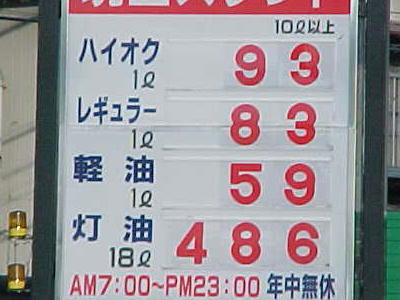 10ℓ以上
ハイオク 93
1ℓ
レギュラー 83
1ℓ
軽油 59
1ℓ
灯油 486
18ℓ
AM7:00~PM23:00 年中無休